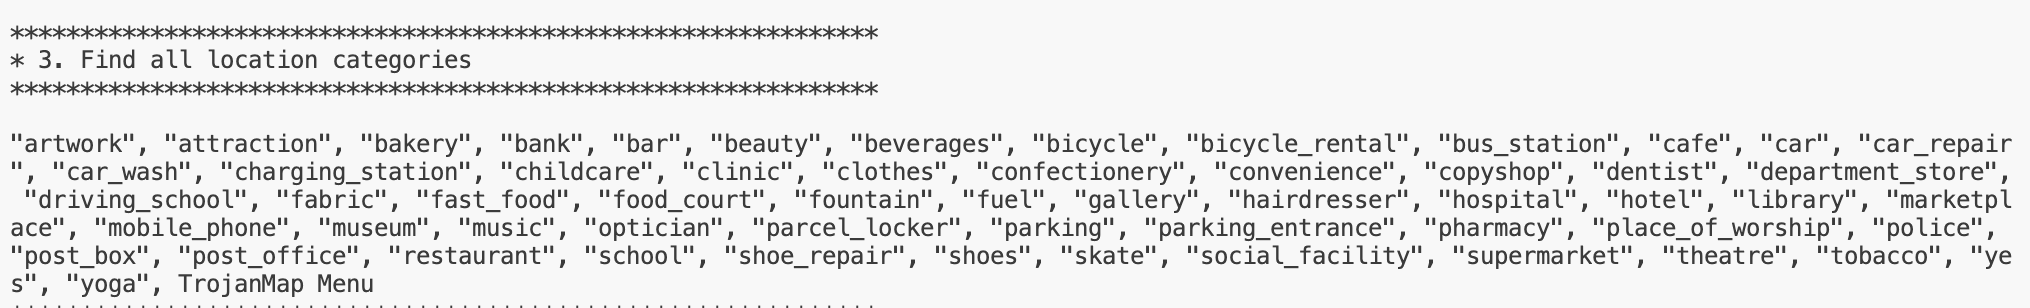 **************************************************************
* 3. Find all location categories
**************************************************************
"artwork", "attraction", "bakery", "bank", "bar", "beauty", "beverages", "bicycle", "bicycle_rental", "bus_station", "cafe", "car", "car_repair
", "car_wash", "charging_station", "childcare", "clinic", "clothes", "confectionery", "convenience", "copyshop", "dentist", "department_store",
"driving_school", "fabric", "fast_food", "food_court", "fountain", "fuel", "gallery", "hairdresser", "hospital", "hotel", "library", "marketpl
ace", "mobile_phone", "museum", "music", "optician", "parcel_locker", "parking", "parking_entrance", "pharmacy", "place_of_worship", "police",
"post_box", "post_office", "restaurant", "school", "shoe_repair", "shoes", "skate", "social_facility", "supermarket", "theatre", "tobacco", "ye
s", "yoga", TrojanMap Menu